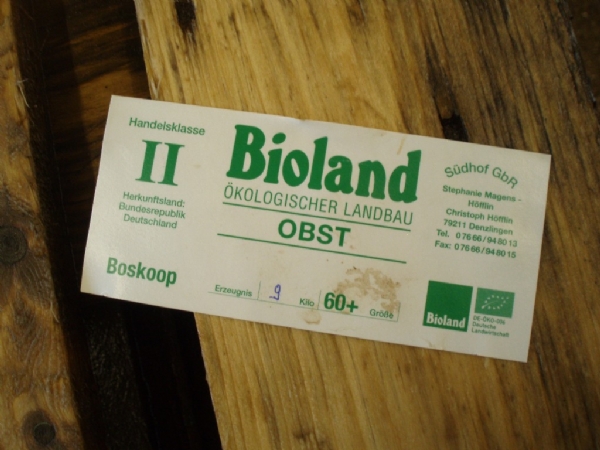 Handelsklasse
II
Herkunftsland:
Bundesrepublik
Deutschland
Boskoop
Bioland
ÖKOLOGISCHER LANDBAU
OBST
Erzeugnis 9 Kilo 60+ Größe
Südhof GbR
Stephanie Magens -
Höfflin
Christoph Höfflin
79211 Denzlingen
Tel. 0 76 66/94 80 13
Fax: 0 76 66/94 80 15
Bioland
Deutsche
Landwirtschaft